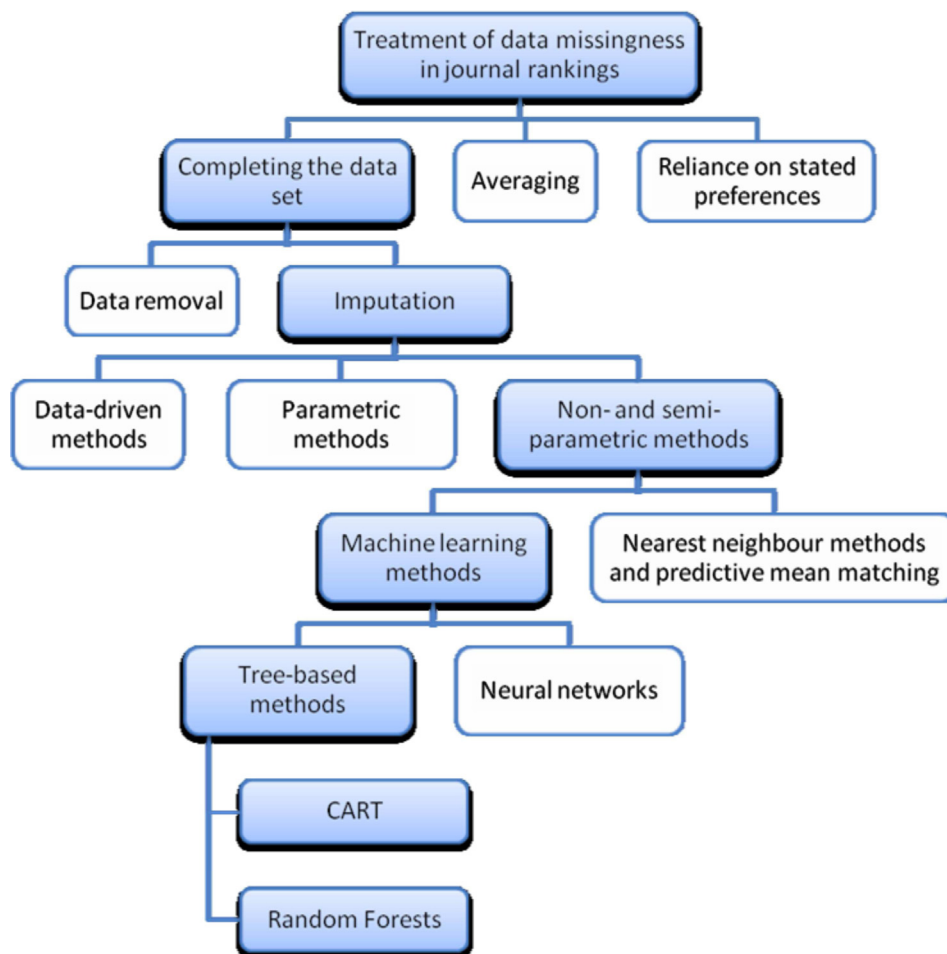 Treatment of data missingness
in journal rankings
Completing the data
set
Averaging
Reliance on stated
preferences
Data removal
Imputation
Data-driven
methods
Parametric
methods
Non- and semi-
parametric methods
Machine learning
methods
Nearest neighbour methods
and predictive mean matching
Tree-based
methods
Neural networks
CART
Random Forests